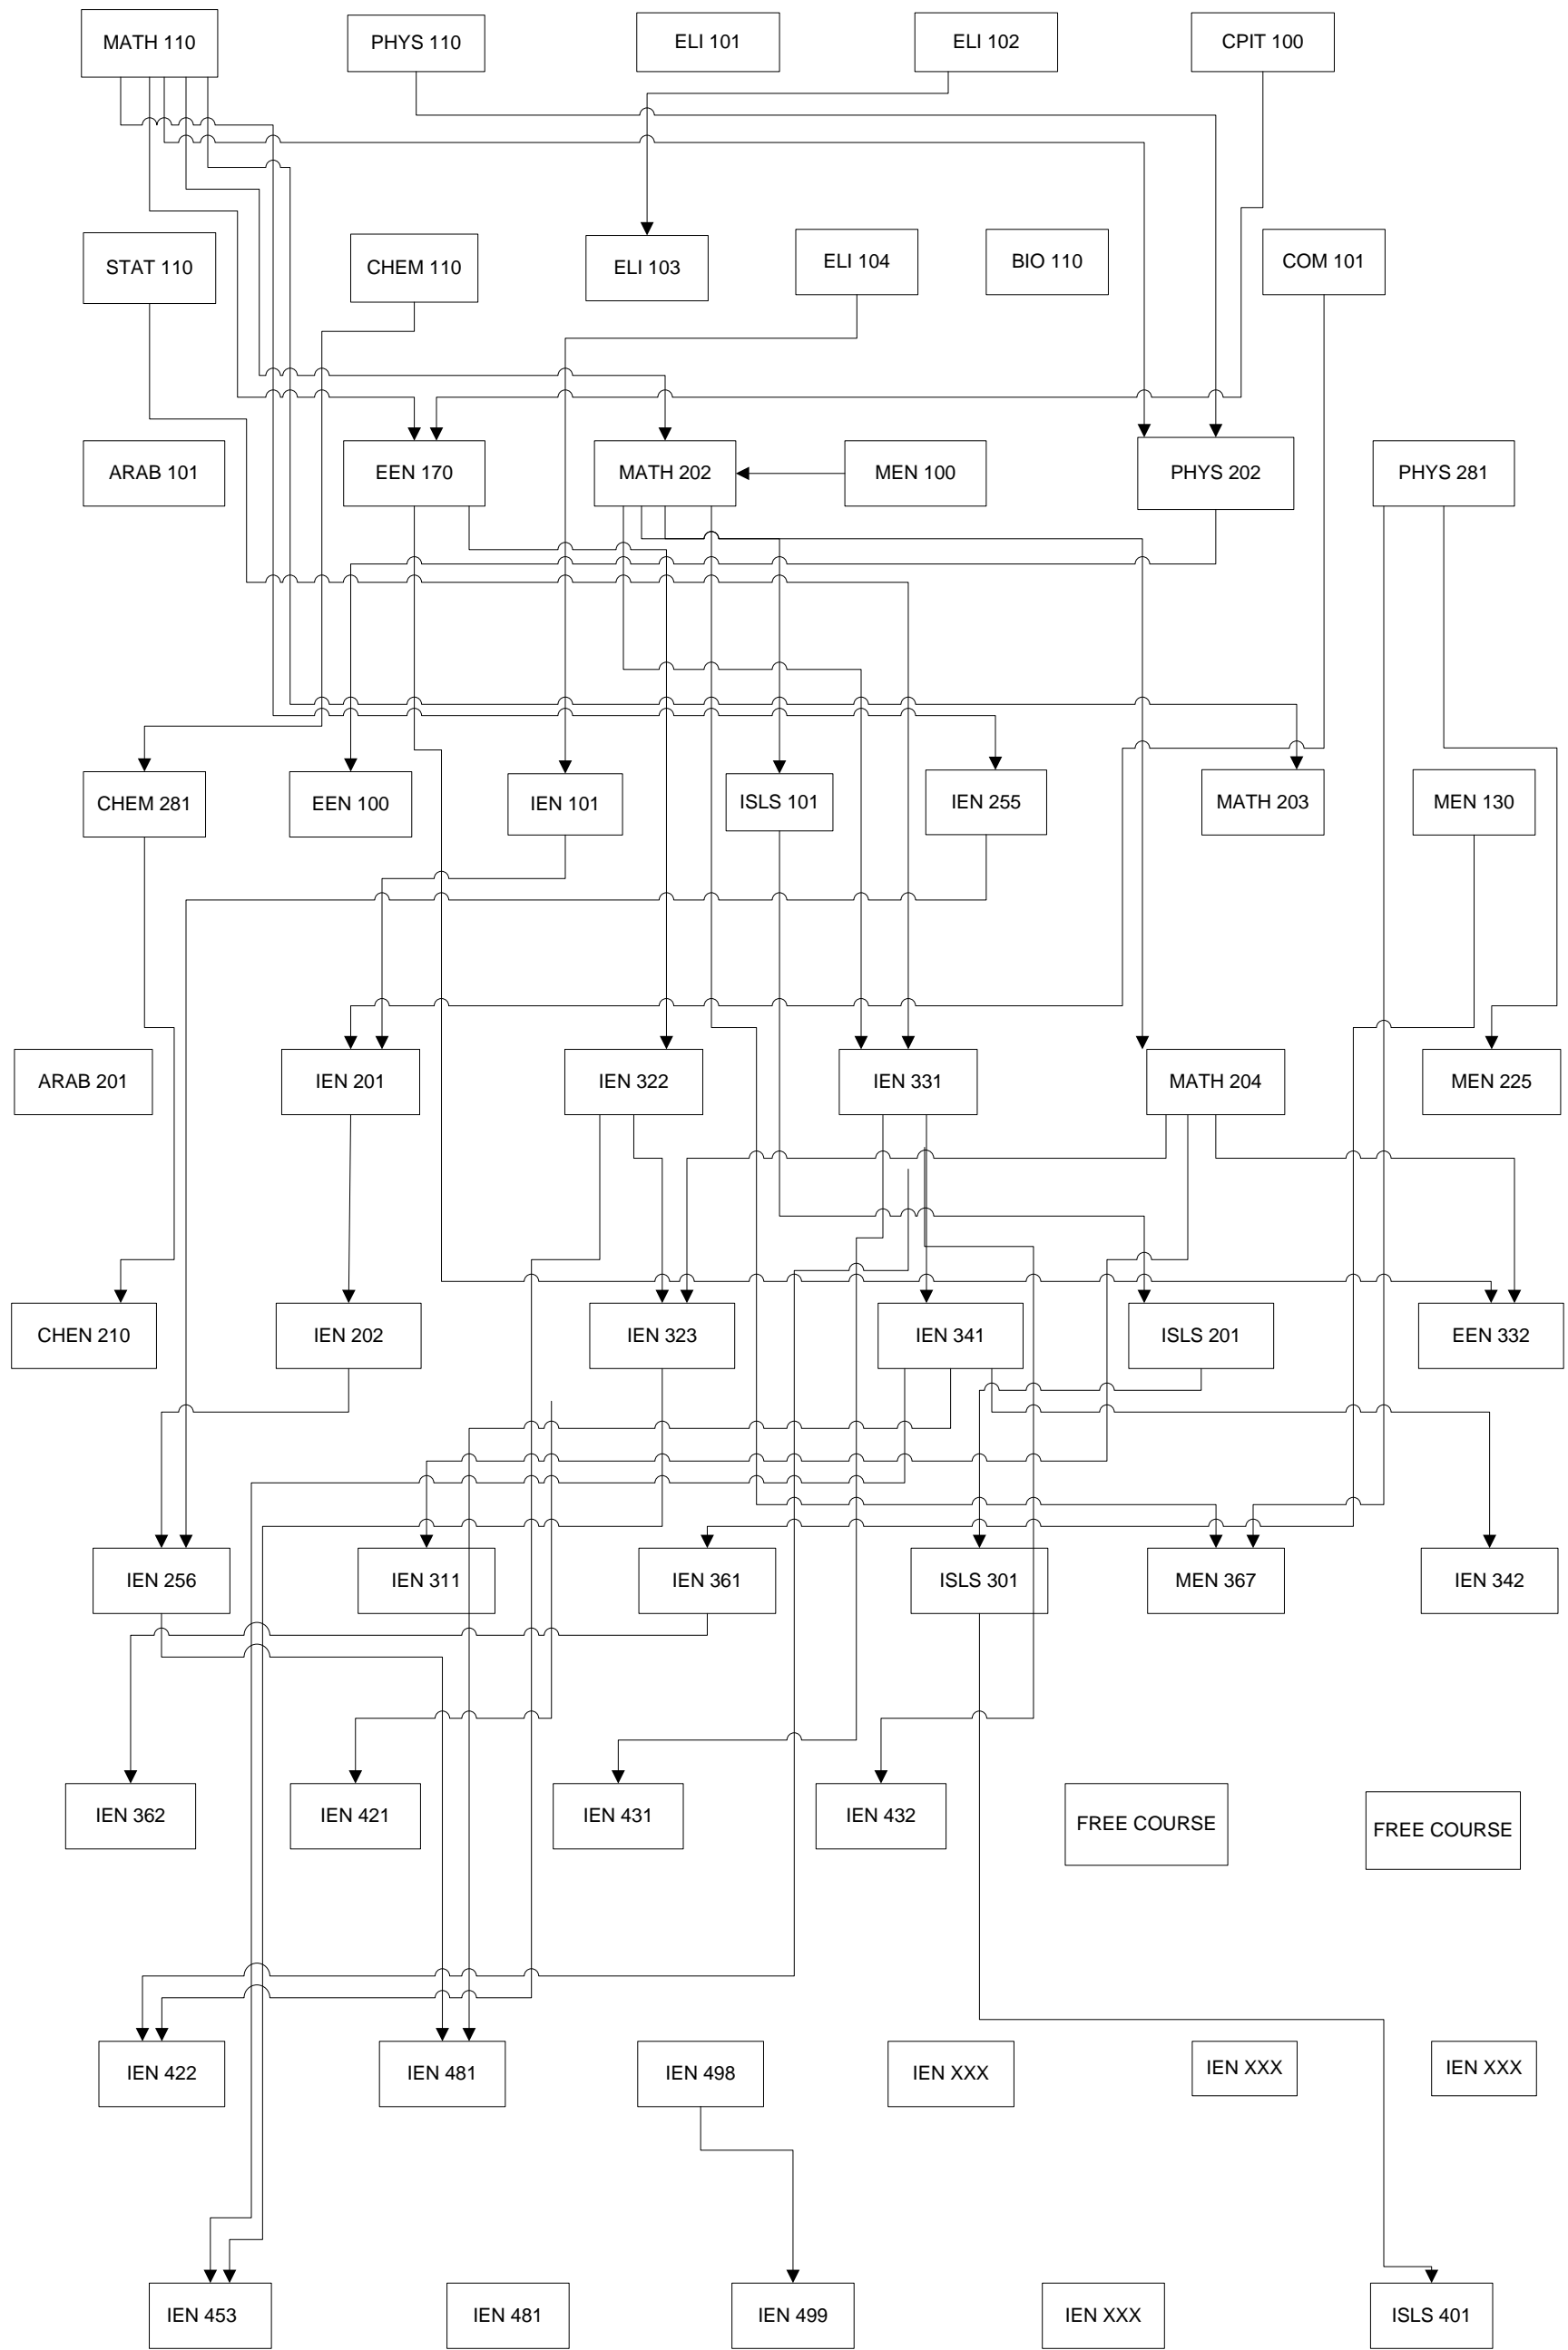 MATH 110
PHYS 110
ELI 101
ELI 102
CPIT 100
STAT 110
CHEM 110
ELI 103
ELI 104
BIO 110
COM 101
ARAB 101
EEN 170
MATH 202
MEN 100
PHYS 202
PHYS 281
CHEM 281
EEN 100
IEN 101
ISLS 101
IEN 255
MATH 203
MEN 130
ARAB 201
IEN 201
IEN 322
IEN 331
MATH 204
MEN 225
CHEN 210
IEN 202
IEN 323
IEN 341
ISLS 201
EEN 332
IEN 256
IEN 311
IEN 361
ISLS 301
MEN 367
IEN 342
IEN 362
IEN 421
IEN 431
IEN 432
FREE COURSE
FREE COURSE
IEN 422
IEN 481
IEN 498
IEN XXX
IEN XXX
IEN XXX
IEN 453
IEN 481
IEN 499
IEN XXX
ISLS 401